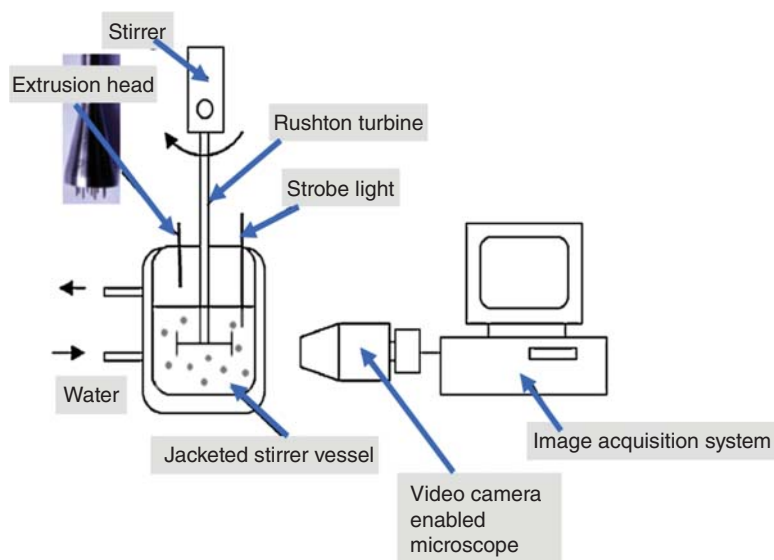 Stirrer
Extrusion head
Rushton turbine
Strobe light
Water
Jacketed stirrer vessel
Image acquisition system
Video camera
enabled
microscope